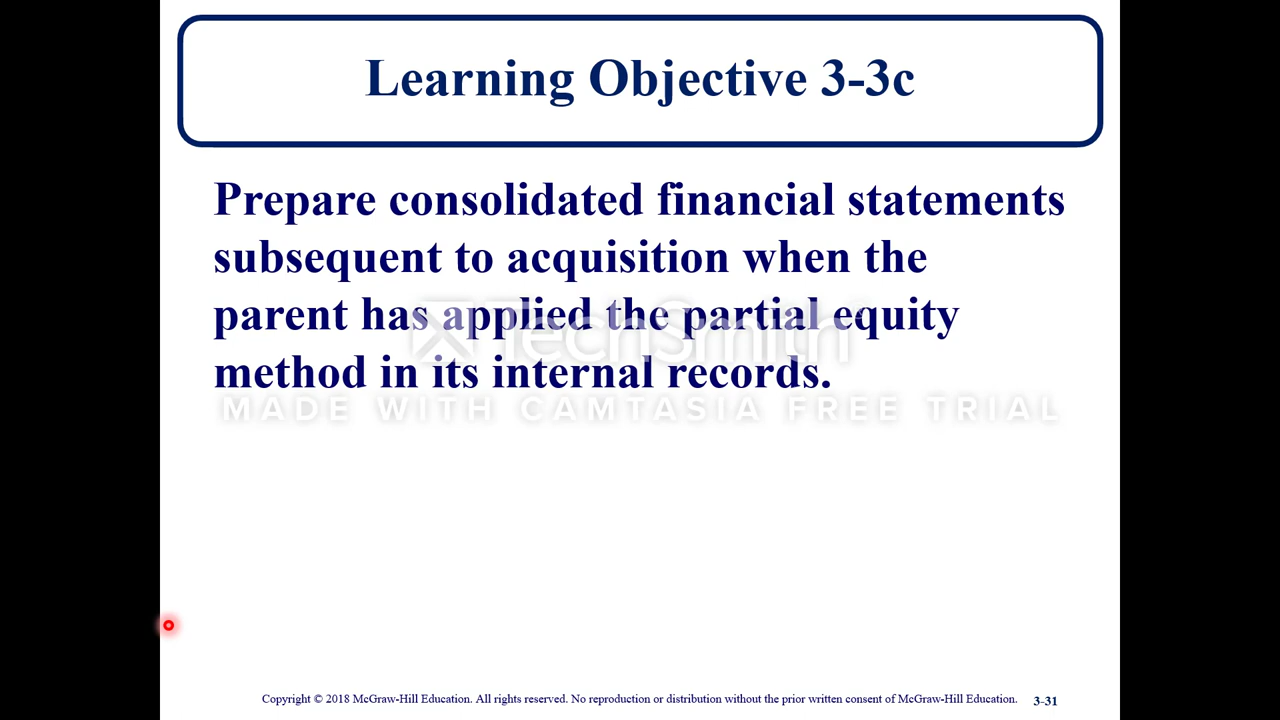 Learning Objective 3-3c
Prepare consolidated financial statements
subsequent to acquisition when the
parent has applied the partial equity
method in its internal records.
TechSmith
MADE WITH CAMTASIA FREE TRIAL
Copyright © 2018 McGraw-Hill Education. All rights reserved. No reproduction or distribution without the prior written consent of McGraw-Hill Education. 3-31